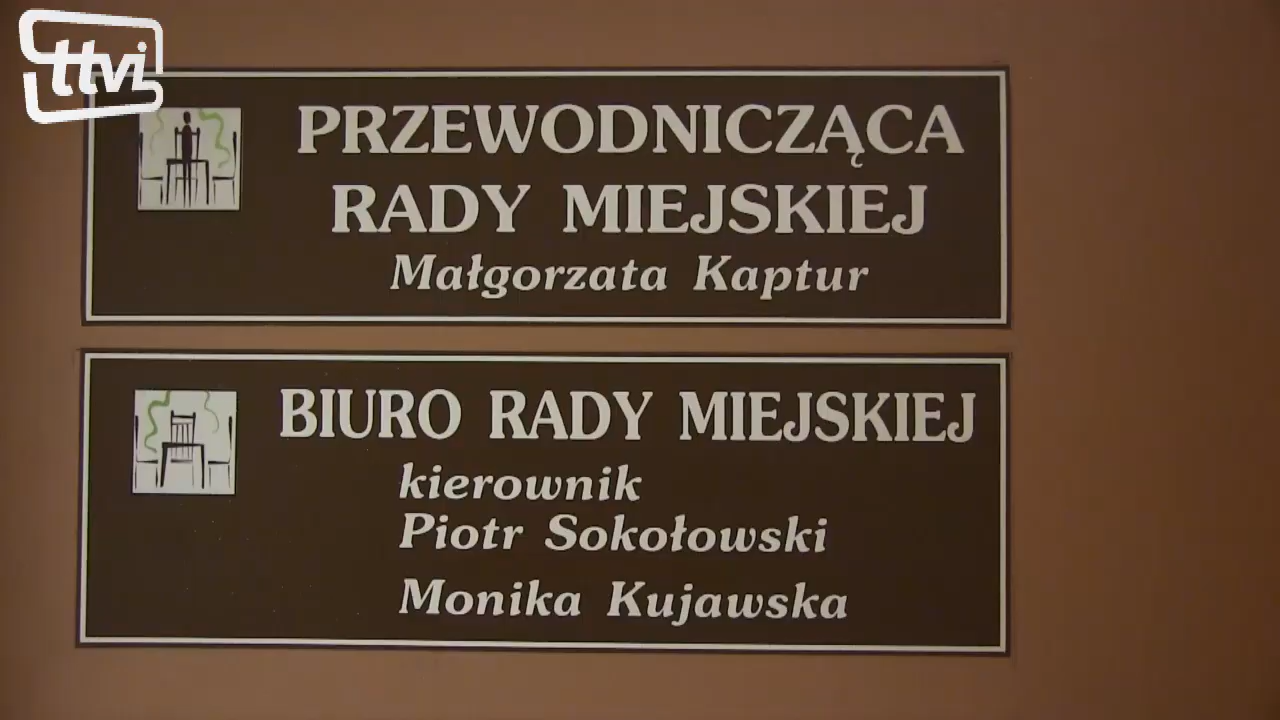 ttvi
PRZEWODNICZĄCA
RADY MIEJSKIEJ
Małgorzata Kaptur
BIURO RADY MIEJSKIEJ
kierownik
Piotr Sokołowski
Monika Kujawska